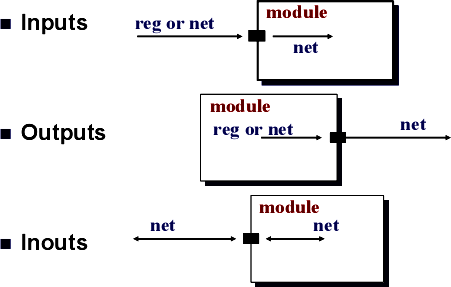 Inputs
reg or net
module
net
Outputs
module
reg or net
net
Inouts
net
module
net